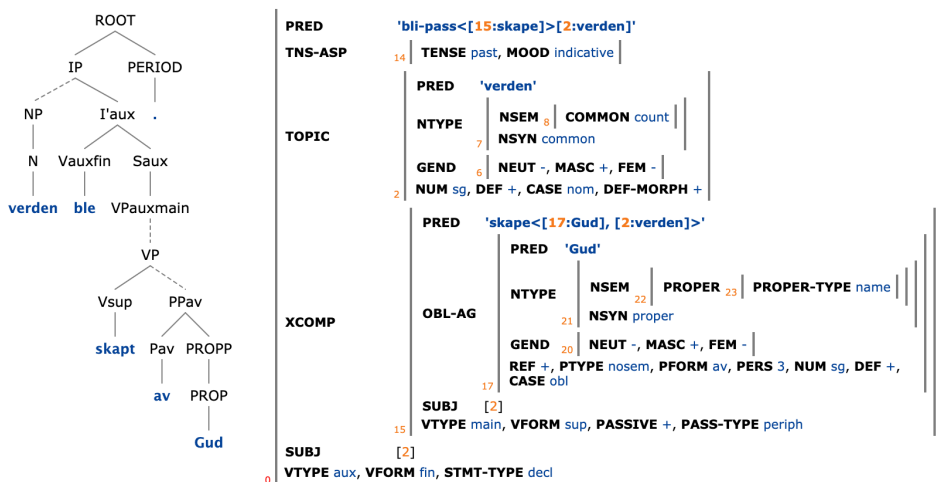 ROOT
IP PERIOD
NP I'aux .
N Vauxfin Saux
verden ble VPauxmain
VP
Vsup PPav
skapt Pav PROPP
av PROP
Gud
PRED 'bli-pass<[15:skape]>[2:verden]'
TNS-ASP 14 TENSE past, MOOD indicative
TOPIC
PRED 'verden'
NTYPE
NSEM 8 COMMON count
7 NSYN common
GEND 6 NEUT -, MASC +, FEM -
2 NUM sg, DEF +, CASE nom, DEF-MORPH +
XCOMP
PRED 'skape<[17:Gud], [2:verden]>'
OBL-AG
PRED 'Gud'
NTYPE
NSEM 22 PROPER 23 PROPER-TYPE name
21 NSYN proper
GEND 20 NEUT -, MASC +, FEM -
REF +, PTYPE nosem, PFORM av, PERS 3, NUM sg, DEF +,
17 CASE obl
SUBJ [2]
15 VTYPE main, VFORM sup, PASSIVE +, PASS-TYPE periph
SUBJ [2]
0 VTYPE aux, VFORM fin, STMT-TYPE decl